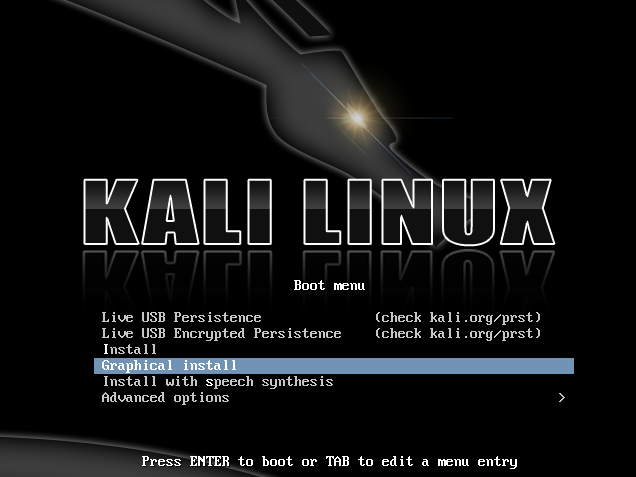 KALI LINUX
Boot menu
Live USB Persistence (check kali.org/prst)
Live USB Encrypted Persistence (check kali.org/prst)
Install
Graphical install
Install with speech synthesis
Advanced options >
Press ENTER to boot or TAB to edit a menu entry